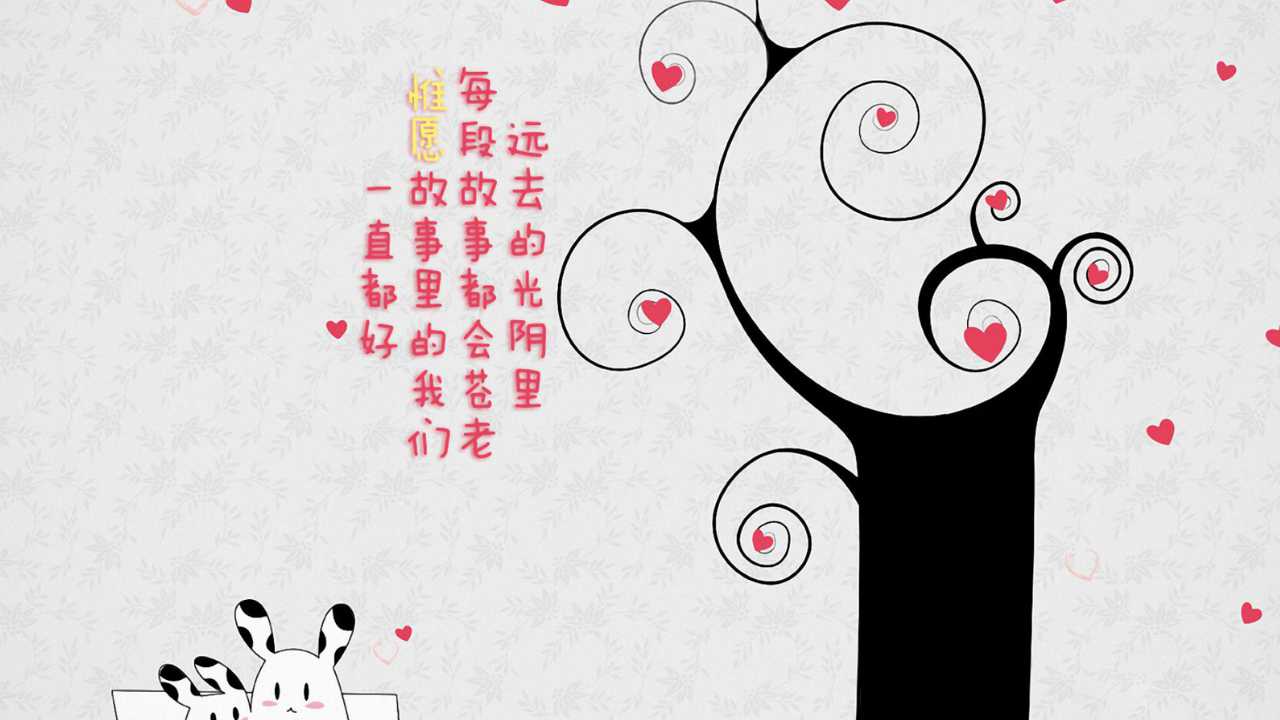 远去的光阴里
每段故事都会苍老
惟愿故事里的我们
一直都好